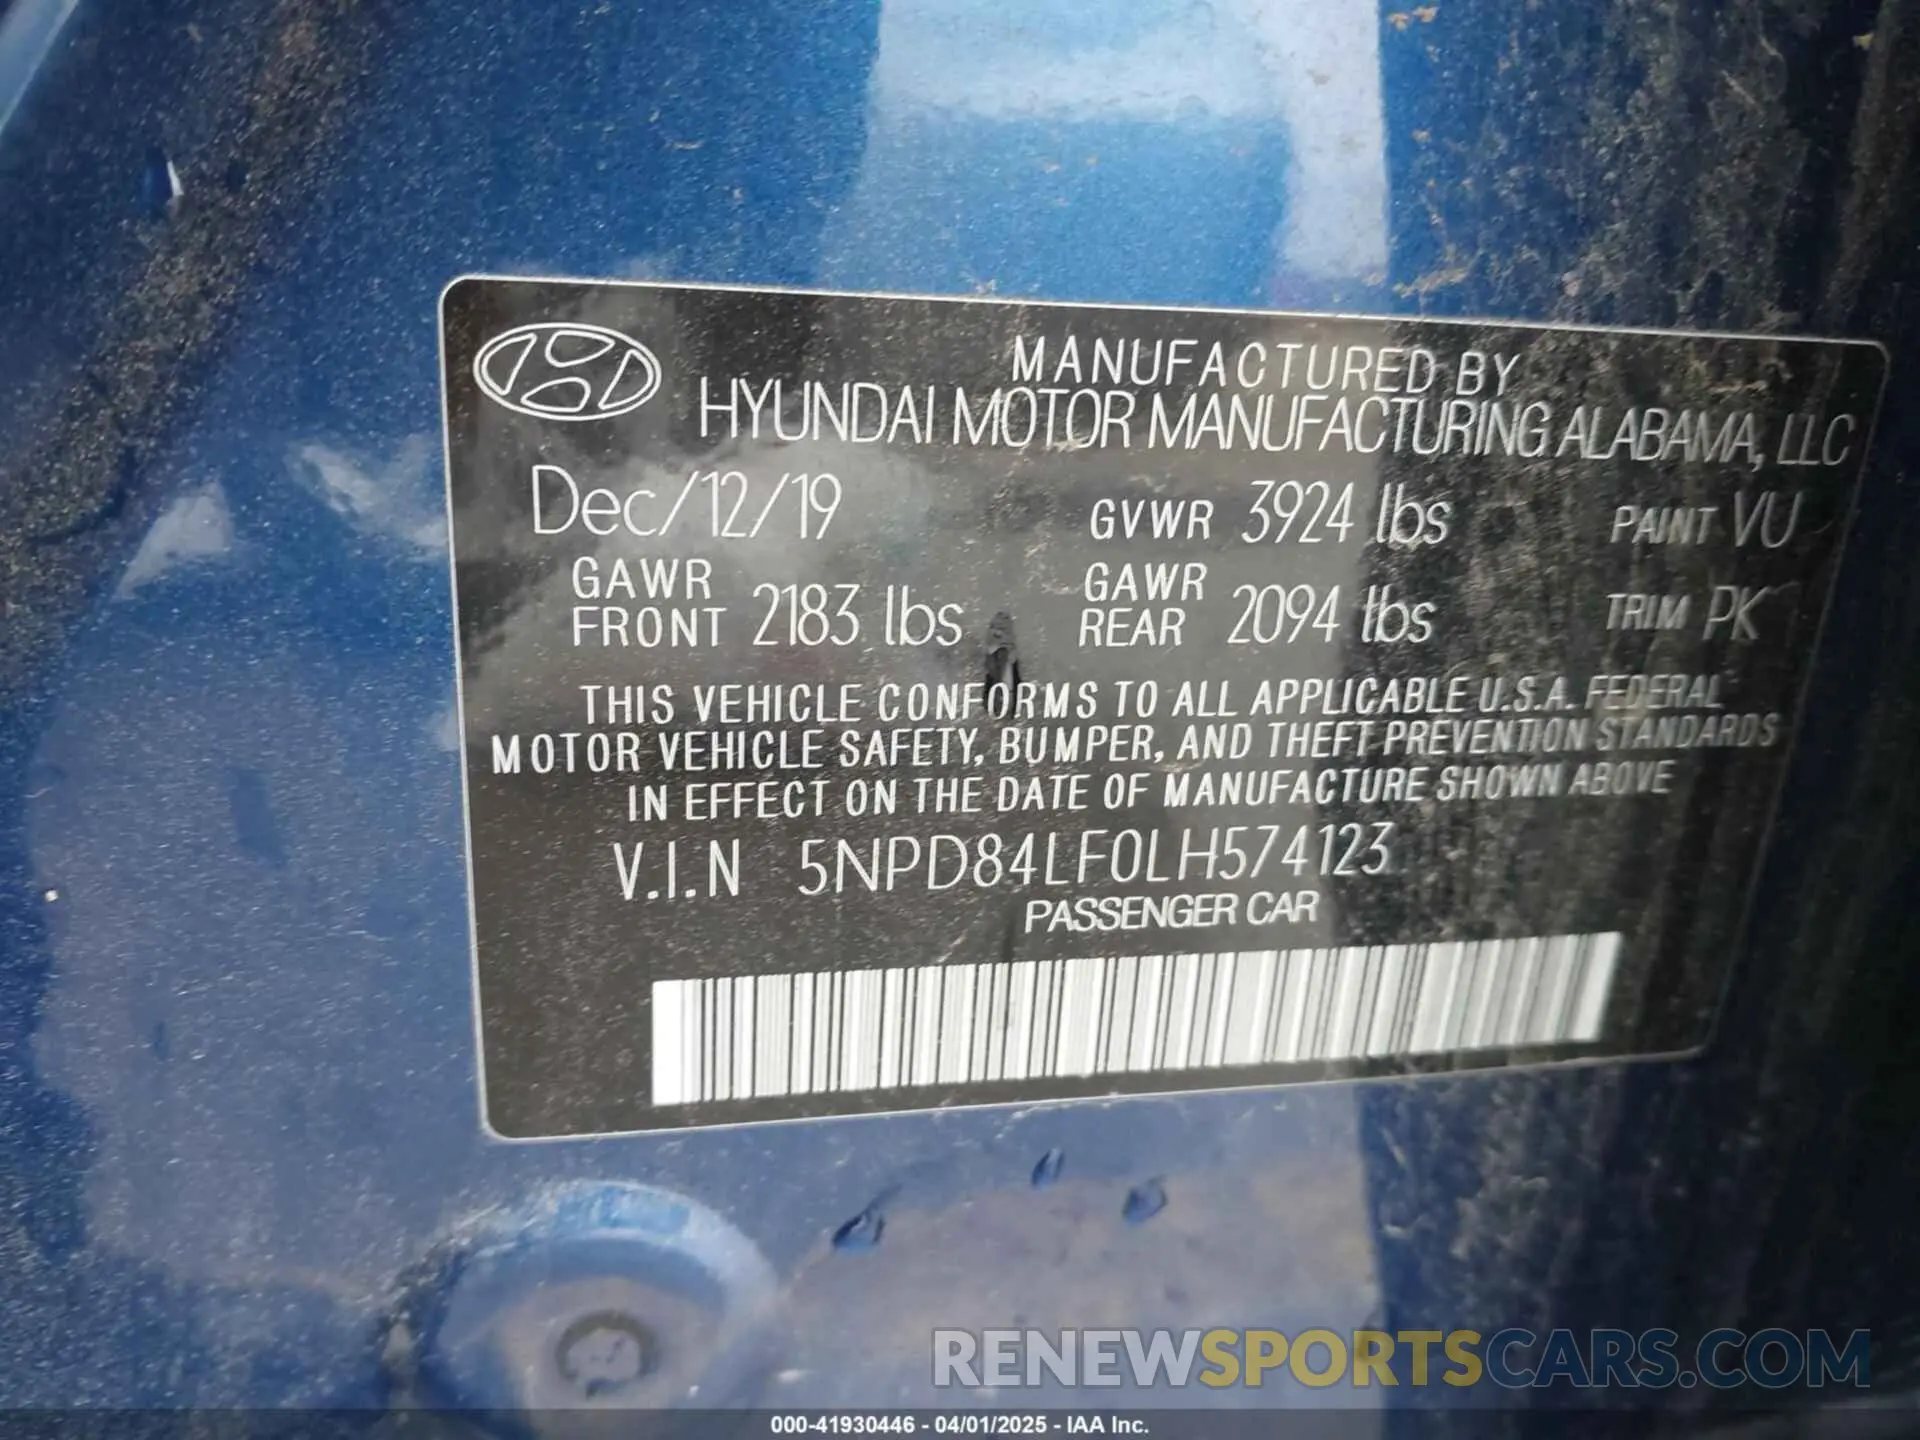 MANUFACTURED BY
HYUNDAI MOTOR MANUFACTURING ALABAMA, LLC
Dec/12/19 GVWR 3924 lbs PAINT VU
GAWR FRONT 2183 lbs GAWR REAR 2094 lbs TRIM PK
THIS VEHICLE CONFORMS TO ALL APPLICABLE U.S.A. FEDERAL
MOTOR VEHICLE SAFETY, BUMPER, AND THEFT PREVENTION STANDARDS
IN EFFECT ON THE DATE OF MANUFACTURE SHOWN ABOVE
V.I.N 5NPD84LF0LH574123
PASSENGER CAR
RENEWSPORTSCARS.COM
000-41930446 - 04/01/2025 - IAA Inc.